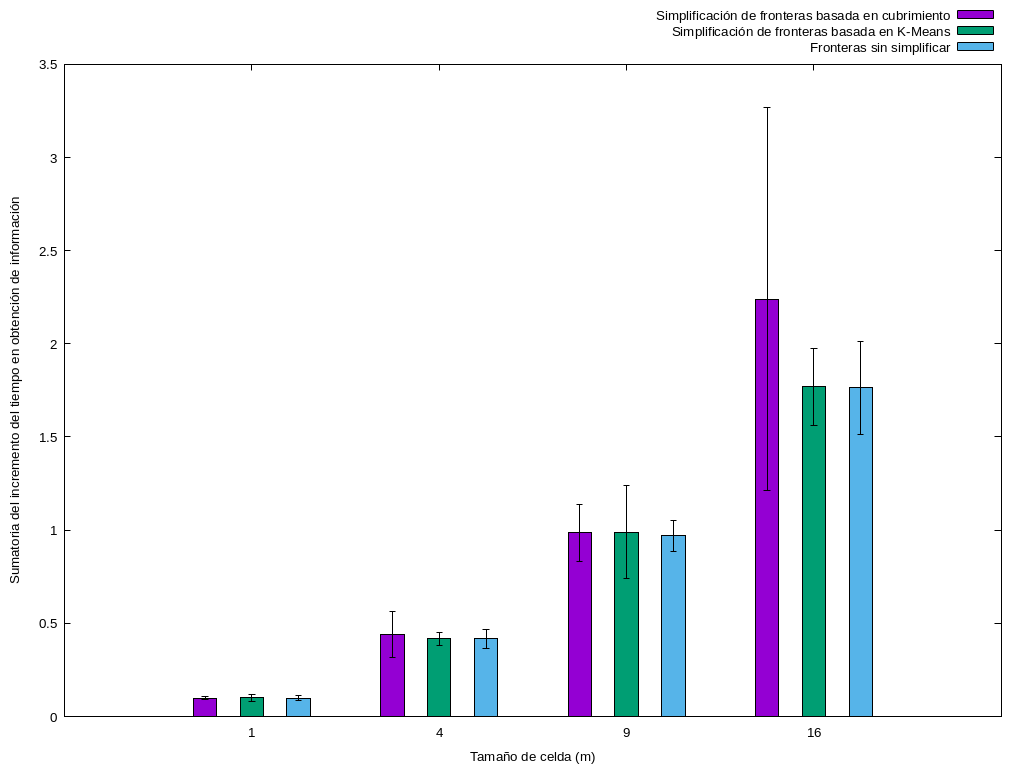 Simplificación de fronteras basada en cubrimiento
Simplificación de fronteras basada en K-Means
Fronteras sin simplificar
3.5
3
2.5
2
1.5
1
0.5
0
Sumatoria del incremento del tiempo en obtención de información
1 4 9 16
Tamaño de celda (m)